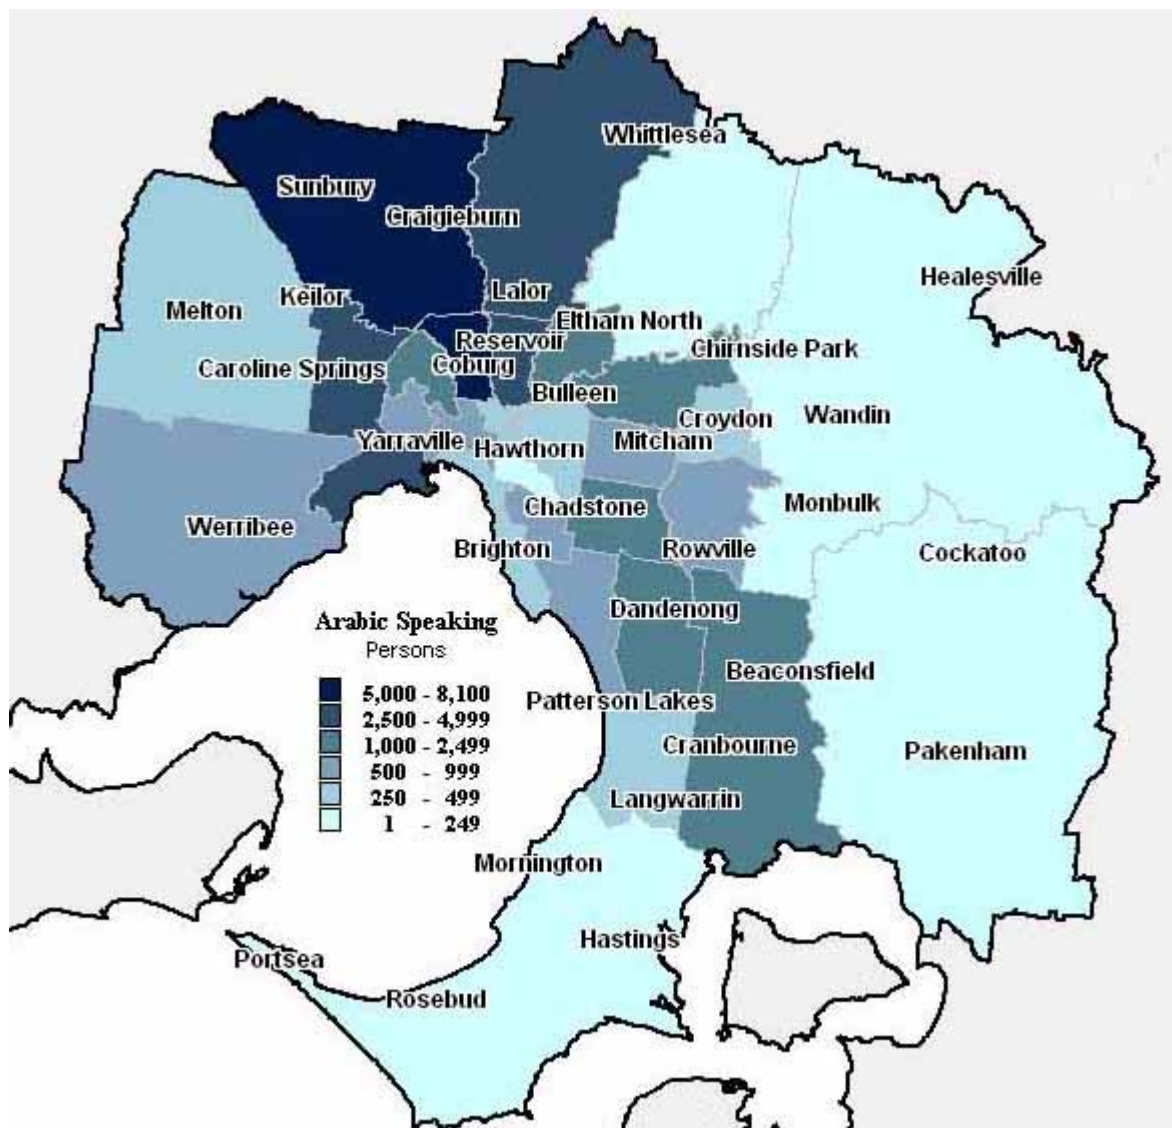 Whittlesea
Sunbury
Craigieburn
Healesville
Keilor
Lalor
Melton
Eltham North
Reservoir
Chirnside Park
Caroline Springs
Coburg
Bulleen
Croydon
Wandin
Yarraville
Hawthorn
Mitcham
Chadstone
Monbulk
Werribee
Brighton
Rowville
Cockatoo
Dandenong
Arabic Speaking
Persons
5,000 - 8,100
2,500 - 4,999
1,000 - 2,499
500 - 999
250 - 499
1 - 249
Beaconsfield
Patterson Lakes
Cranbourne
Pakenham
Langwarrin
Mornington
Hastings
Portsea
Rosebud